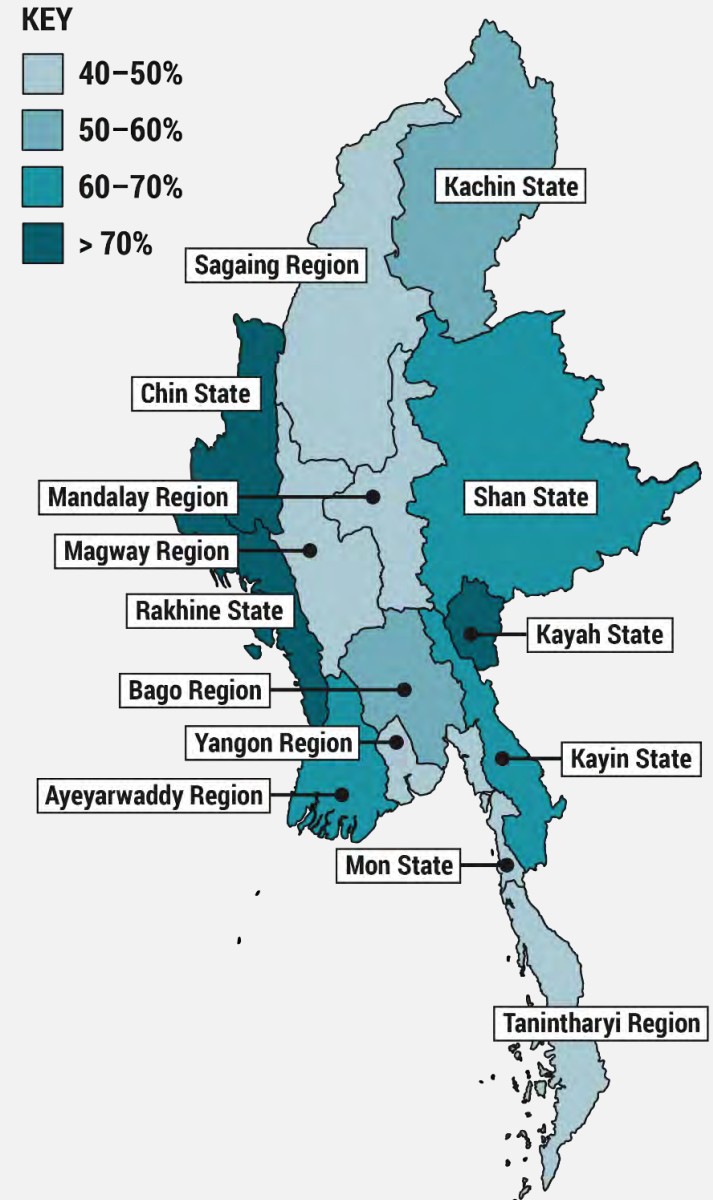 KEY
40–50%
50–60%
60–70%
> 70%
Kachin State
Sagaing Region
Chin State
Mandalay Region
Shan State
Magway Region
Rakhine State
Kayah State
Bago Region
Yangon Region
Kayin State
Ayeyarwaddy Region
Mon State
Tanintharyi Region